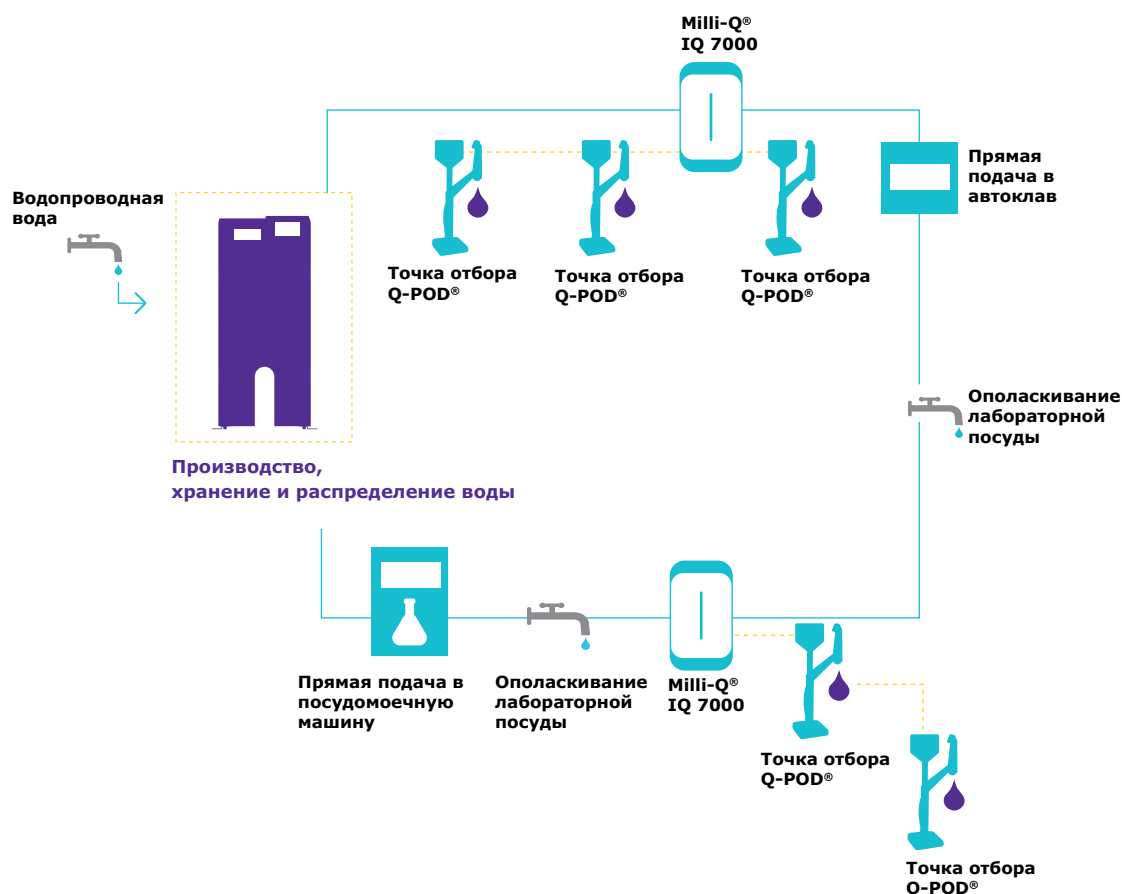 Milli-Q®
IQ 7000
Прямая
подача в
автоклав
Водопроводная
вода
Точка отбора
Q-POD®
Точка отбора
Q-POD®
Точка отбора
Q-POD®
Ополаскивание
лабораторной
посуды
Производство,
хранение и распределение воды
Прямая подача в
посудомоечную
машину
Ополаскивание
лабораторной
посуды
Milli-Q®
IQ 7000
Точка отбора
Q-POD®
Точка отбора
Q-POD®